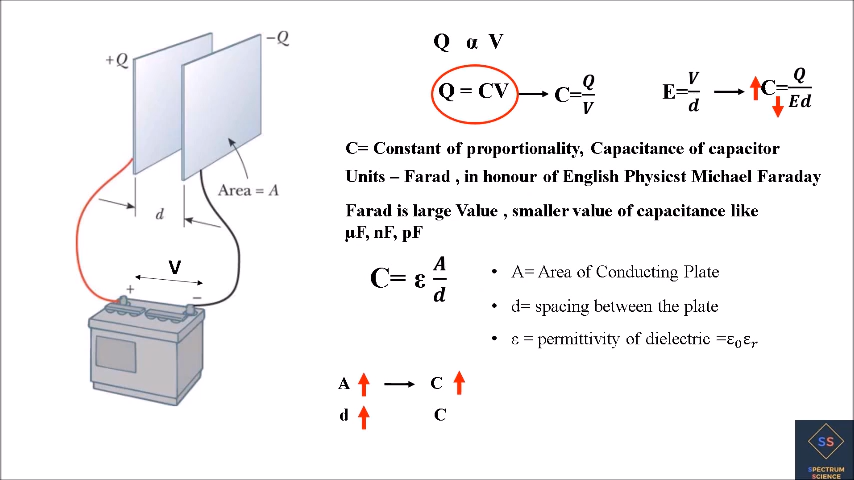 +Q
−Q
Area = A
d
V
+
−
Q α V
Q = CV → C=Q/V
E=V/d → ↑C=Q/Ed ↓
C= Constant of proportionality, Capacitance of capacitor
Units – Farad , in honour of English Physicst Michael Faraday
Farad is large Value , smaller value of capacitance like
μF, nF, pF
C= ε A/d
• A= Area of Conducting Plate
• d= spacing between the plate
• ε = permittivity of dielectric =ε₀εᵣ
A ↑ → C ↑
d ↑ C
SS
SPECTRUM
SCIENCE